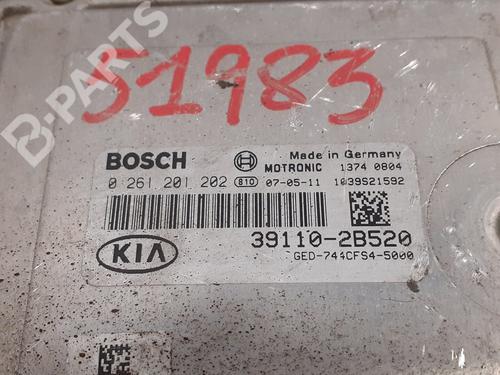 B-PARTS
51983
BOSCH
Made in Germany
MOTRONIC 1374 0804
0 261 201 202 810 07-05-11 1039S21592
39110-2B520
KIA
GED-744CFS4-5000